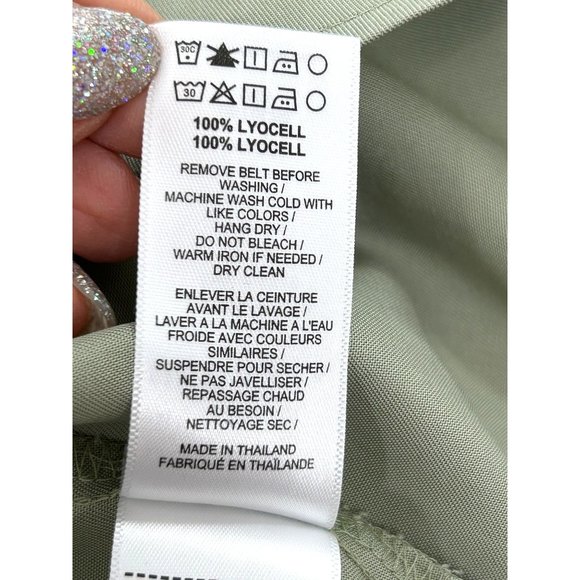 30C
30
100% LYOCELL
100% LYOCELL
REMOVE BELT BEFORE
WASHING /
MACHINE WASH COLD WITH
LIKE COLORS /
HANG DRY /
DO NOT BLEACH /
WARM IRON IF NEEDED /
DRY CLEAN
ENLEVER LA CEINTURE
AVANT LE LAVAGE /
LAVER A LA MACHINE A L'EAU
FROIDE AVEC COULEURS
SIMILAIRES /
SUSPENDRE POUR SECHER /
NE PAS JAVELLISER /
REPASSAGE CHAUD
AU BESOIN /
NETTOYAGE SEC /
MADE IN THAILAND
FABRIQUÉ EN THAÏLANDE